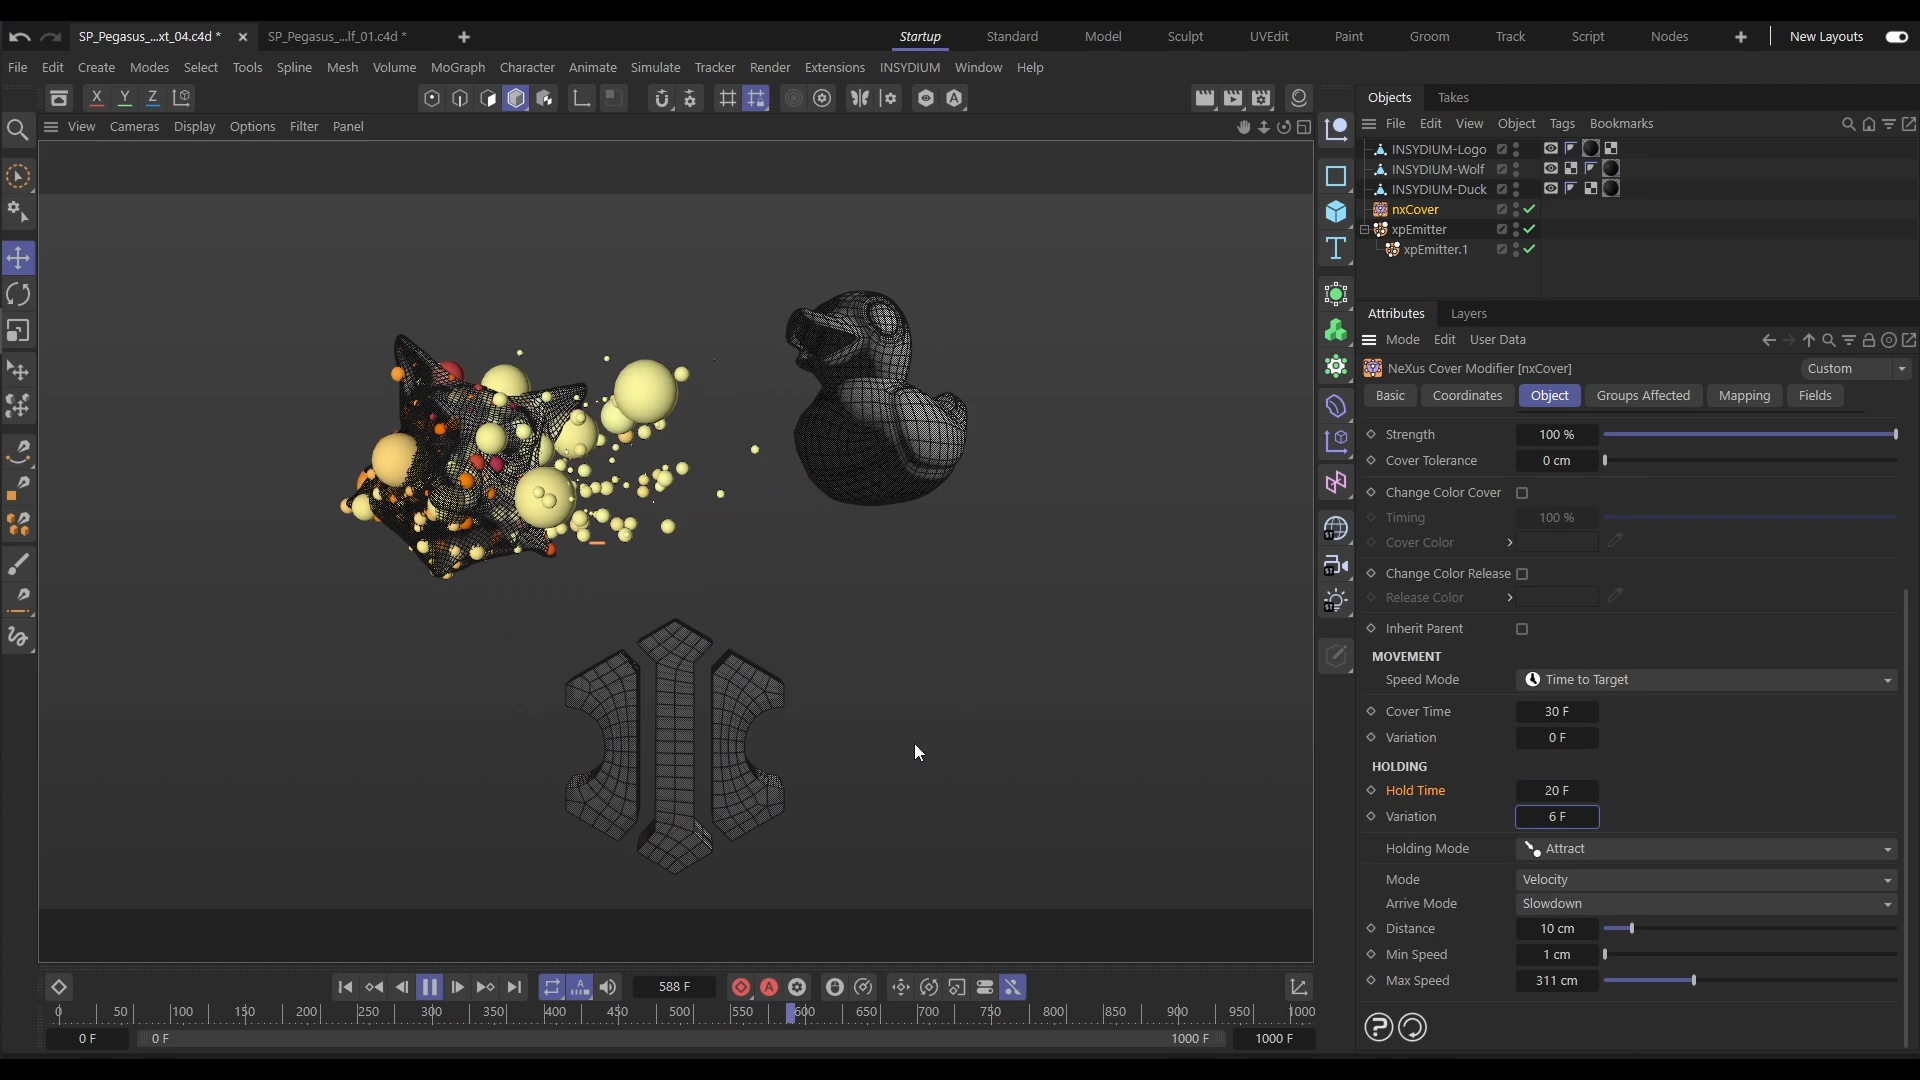 SP_Pegasus_...xt_04.c4d *
SP_Pegasus_...lf_01.c4d *
Startup Standard Model Sculpt UVEdit Paint Groom Track Script Nodes New Layouts
File Edit Create Modes Select Tools Spline Mesh Volume MoGraph Character Animate Simulate Tracker Render Extensions INSYDIUM Window Help
X Y Z
Objects Takes
View Cameras Display Options Filter Panel
File Edit View Object Tags Bookmarks
INSYDIUM-Logo
INSYDIUM-Wolf
INSYDIUM-Duck
nxCover
xpEmitter
xpEmitter.1
Attributes Layers
Mode Edit User Data
NeXus Cover Modifier [nxCover] Custom
Basic Coordinates Object Groups Affected Mapping Fields
Strength 100 %
Cover Tolerance 0 cm
Change Color Cover
Timing 100 %
Cover Color
Change Color Release
Release Color
Inherit Parent
MOVEMENT
Speed Mode Time to Target
Cover Time 30 F
Variation 0 F
HOLDING
Hold Time 20 F
Variation 6 F
Holding Mode Attract
Mode Velocity
Arrive Mode Slowdown
Distance 10 cm
Min Speed 1 cm
Max Speed 311 cm
588 F
0 50 100 150 200 250 300 350 400 450 500 550 600 650 700 750 800 850 900 950 1000
0 F 0 F 1000 F 1000 F